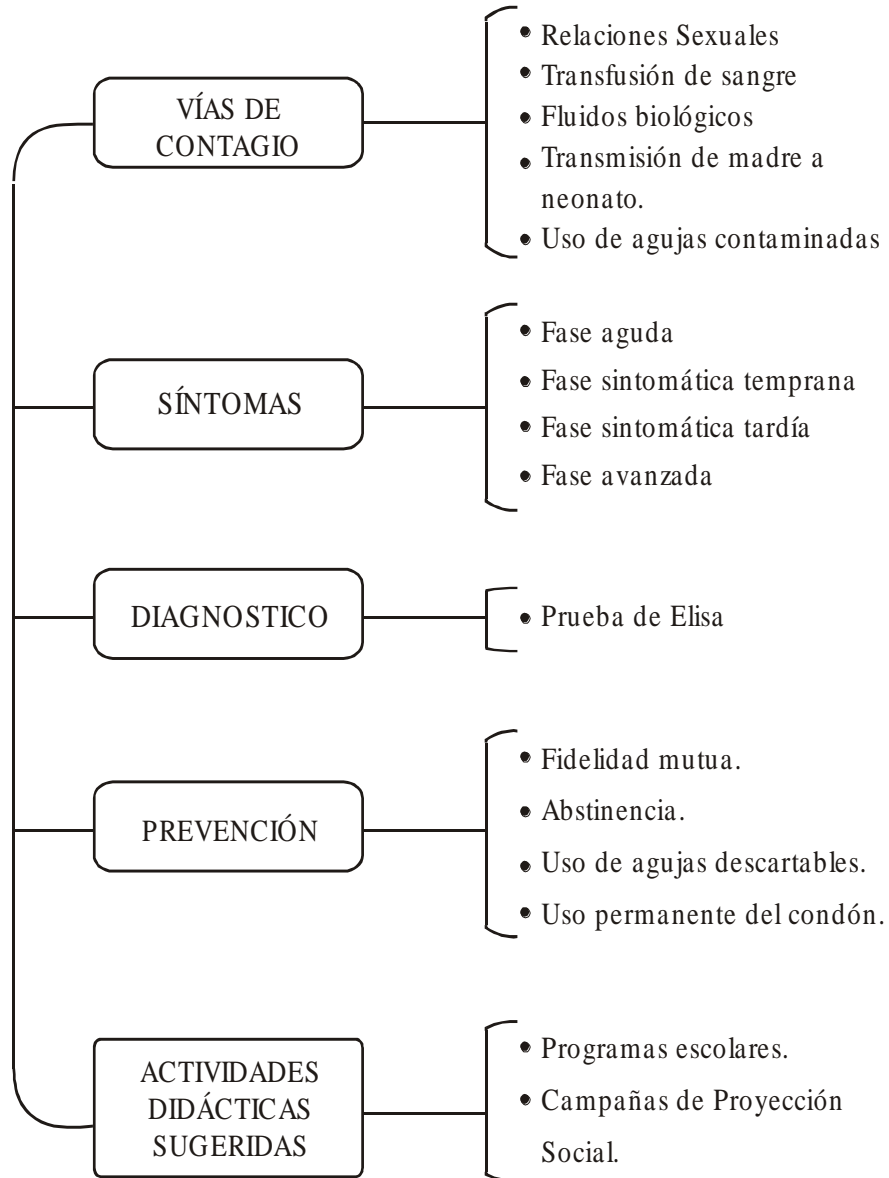 VÍAS DE
CONTAGIO
• Relaciones Sexuales
• Transfusión de sangre
• Fluidos biológicos
• Transmisión de madre a
neonato.
• Uso de agujas contaminadas
SÍNTOMAS
• Fase aguda
• Fase sintomática temprana
• Fase sintomática tardía
• Fase avanzada
DIAGNOSTICO
• Prueba de Elisa
PREVENCIÓN
• Fidelidad mutua.
• Abstinencia.
• Uso de agujas descartables.
• Uso permanente del condón.
ACTIVIDADES
DIDÁCTICAS
SUGERIDAS
• Programas escolares.
• Campañas de Proyección
Social.